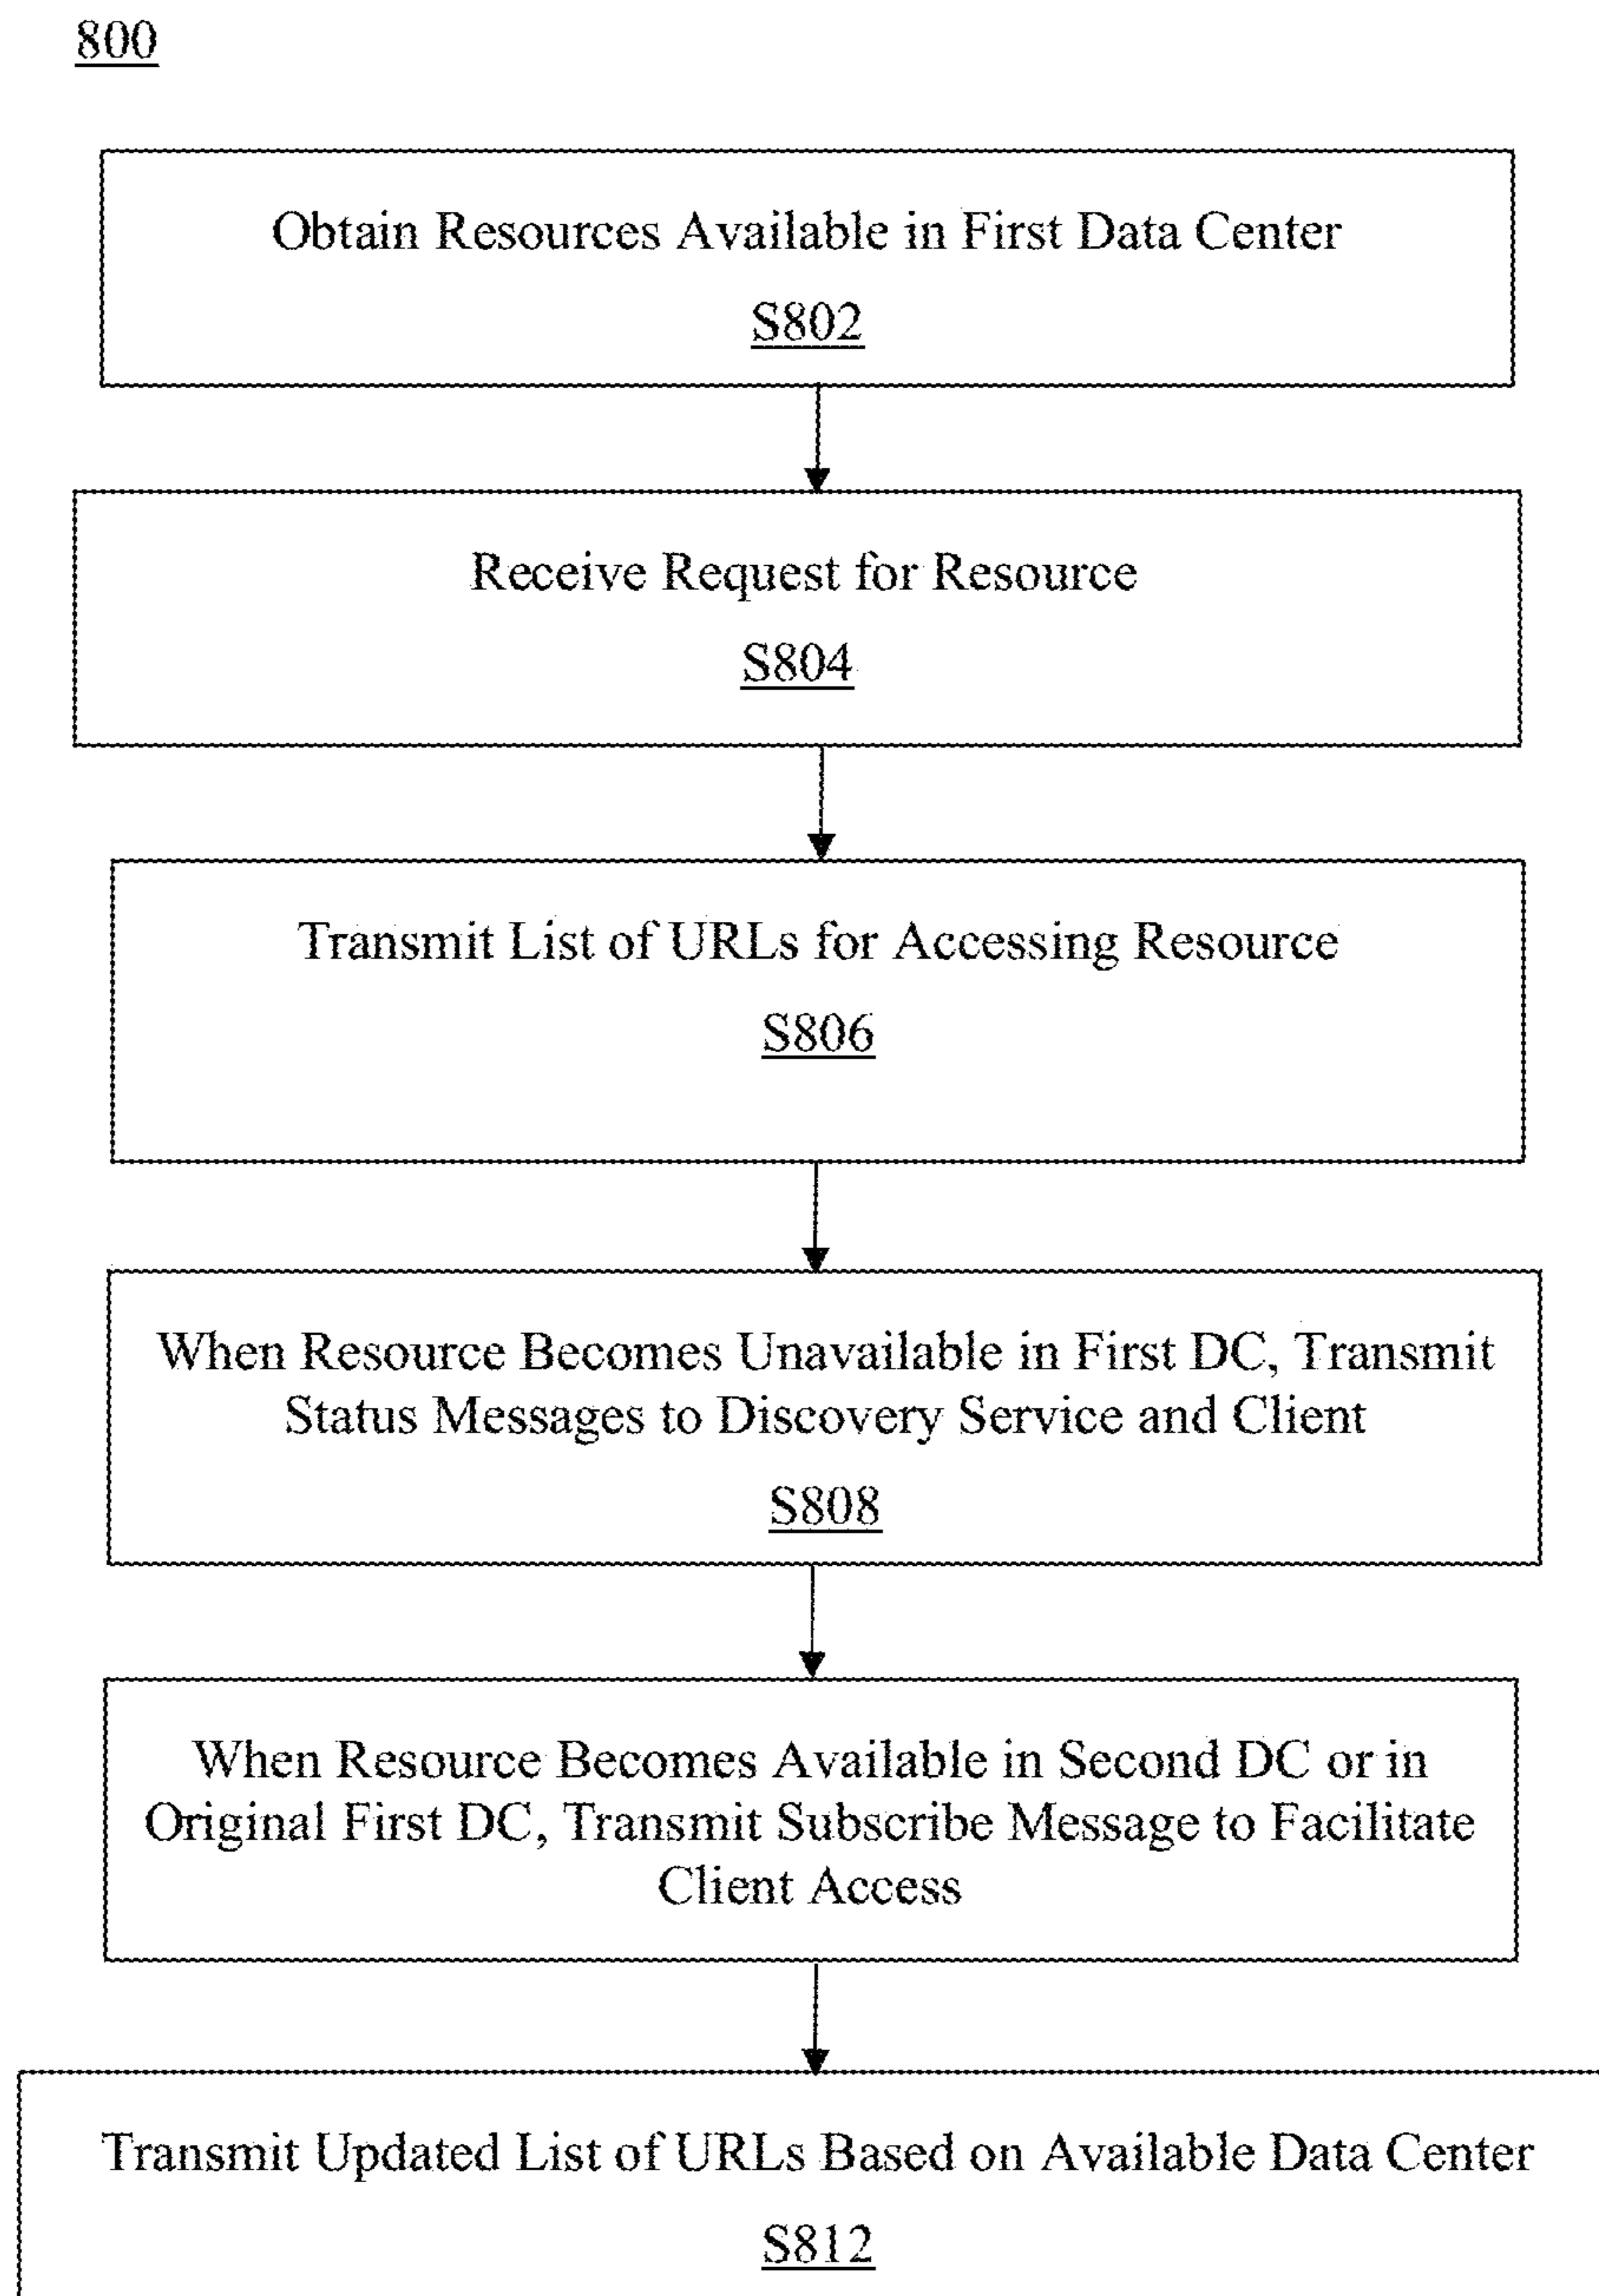 800
Obtain Resources Available in First Data Center
S802
Receive Request for Resource
S804
Transmit List of URLs for Accessing Resource
S806
When Resource Becomes Unavailable in First DC, Transmit
Status Messages to Discovery Service and Client
S808
When Resource Becomes Available in Second DC or in
Original First DC, Transmit Subscribe Message to Facilitate
Client Access
Transmit Updated List of URLs Based on Available Data Center
S812